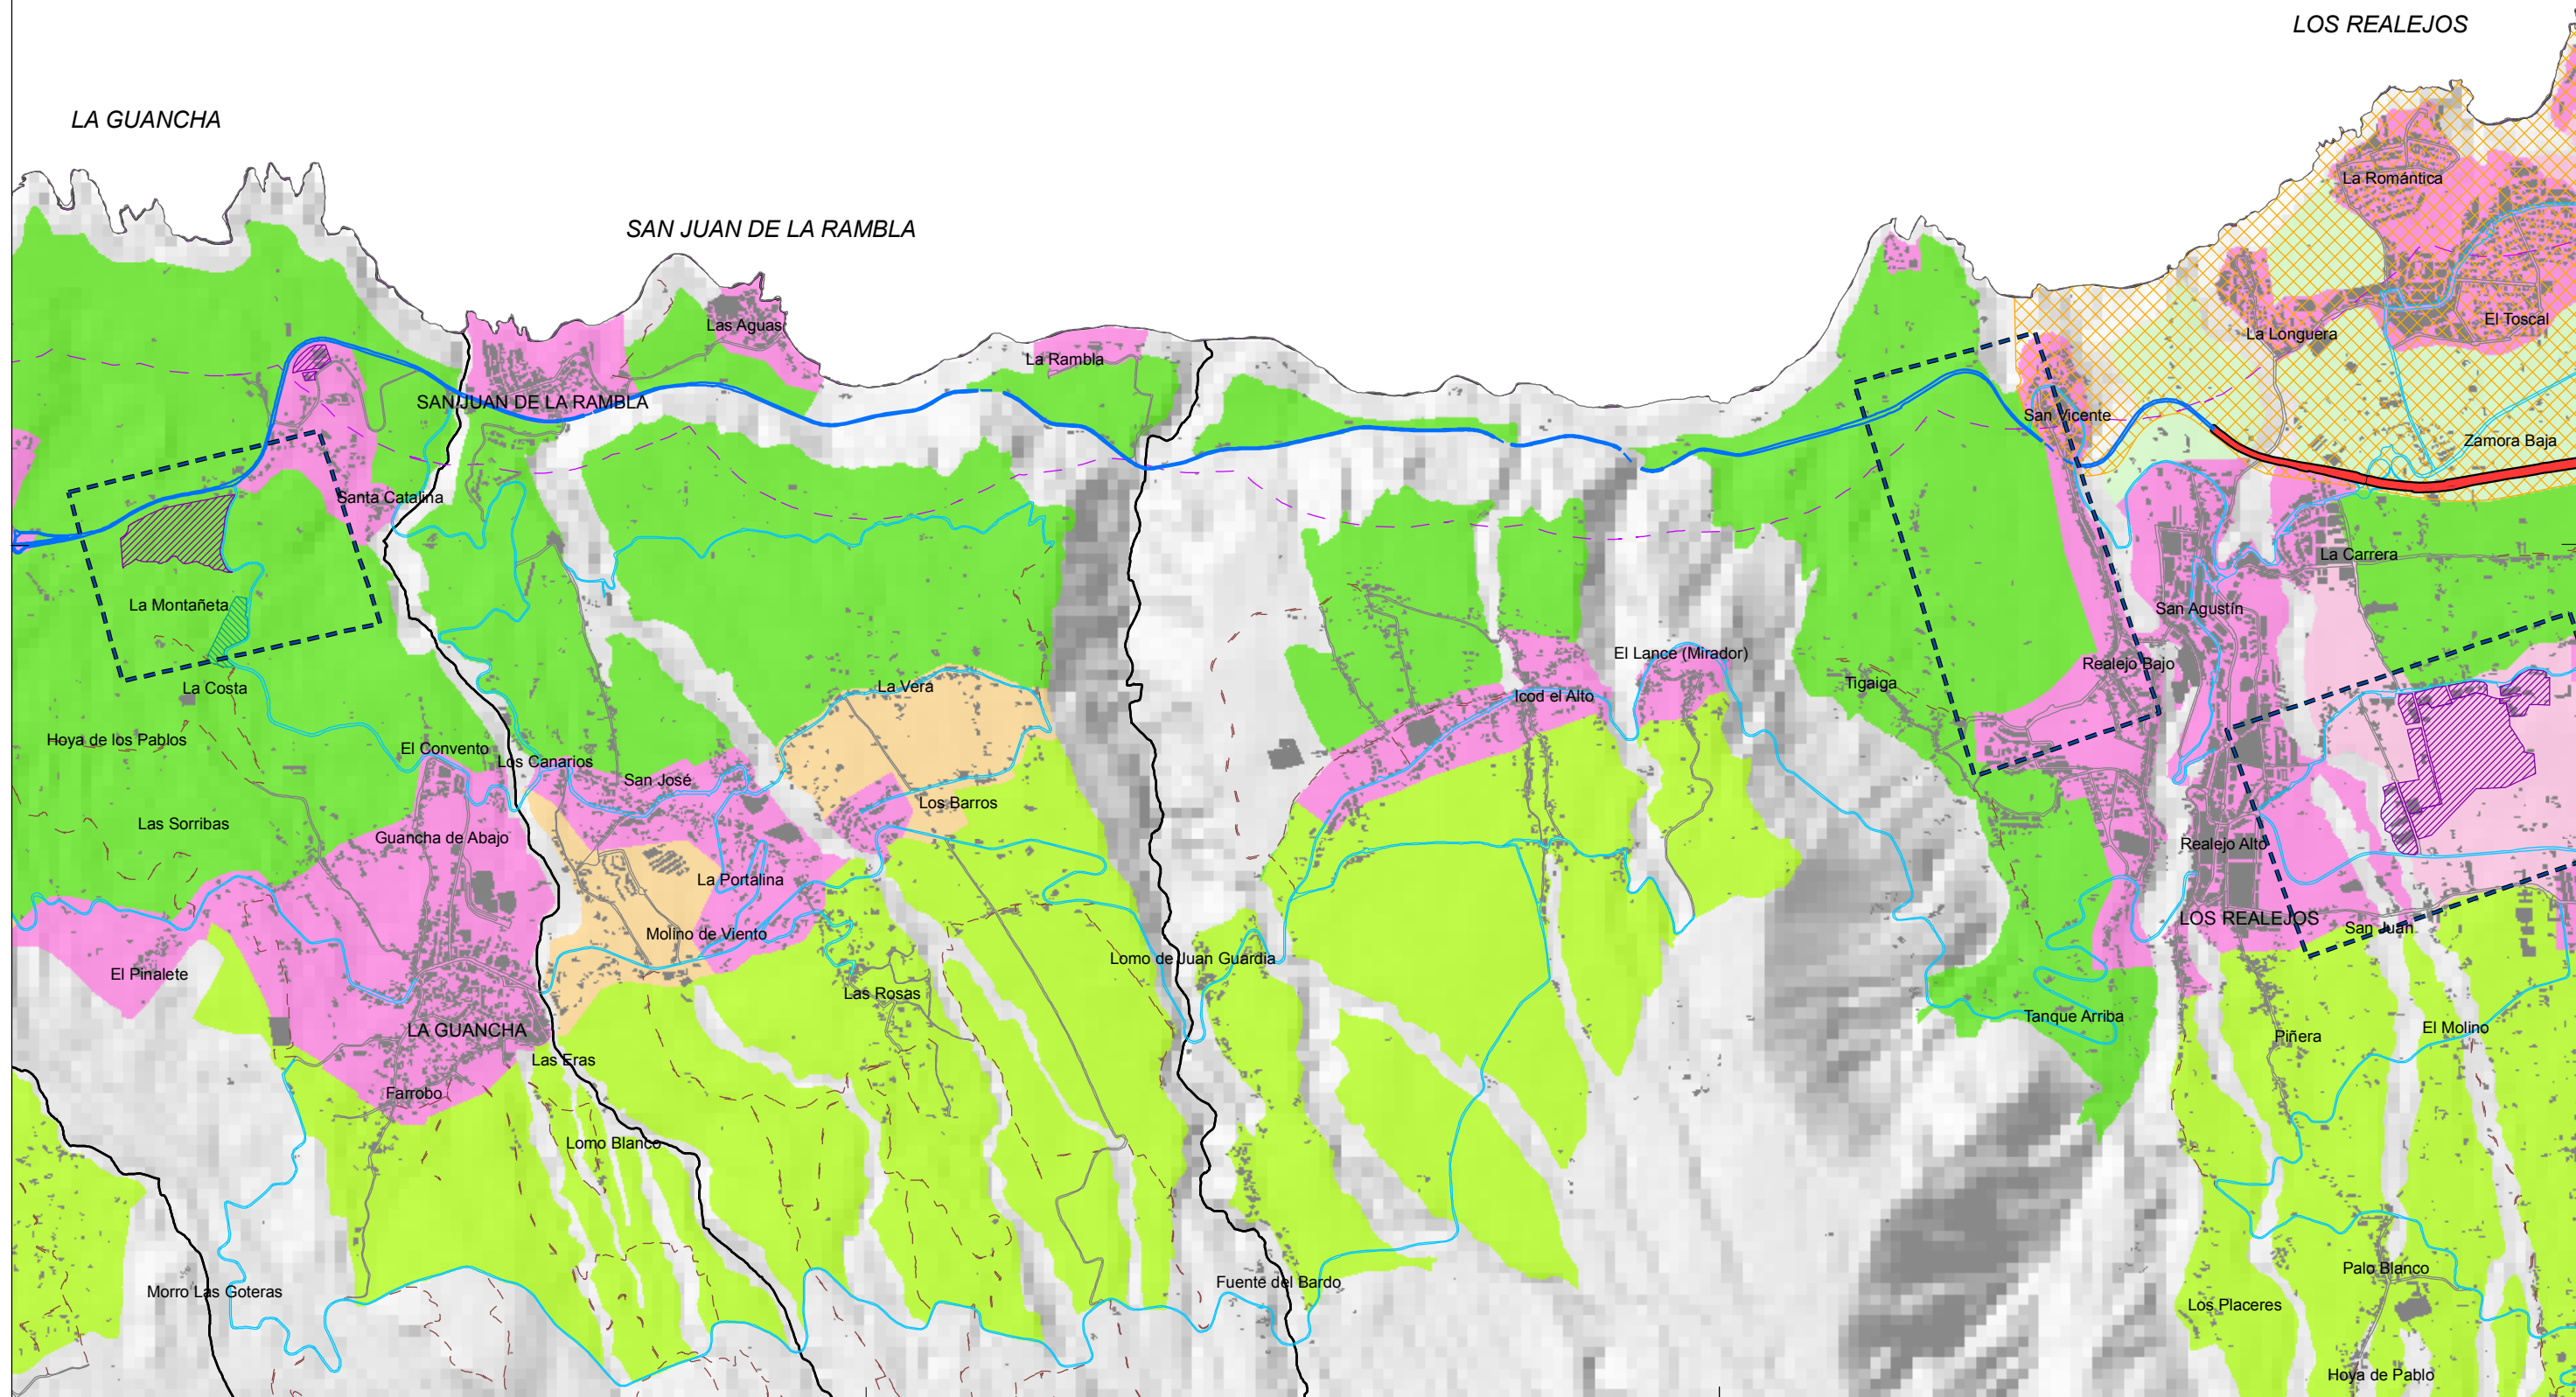 LOS REALEJOS
LA GUANCHA
La Romántica
SAN JUAN DE LA RAMBLA
El Toscal
Las Aguas
La Longuera
La Rambla
SAN JUAN DE LA RAMBLA
San Vicente
Zamora Baja
Santa Catalina
La Carrera
La Montañeta
San Agustín
El Lance (Mirador)
Realejo Bajo
La Costa
La Vera
Icod el Alto
Tigaiga
Hoya de los Pablos
El Convento
Los Canarios
San José
Los Barros
Las Sorribas
Guancha de Abajo
Realejo Alto
La Portalina
LOS REALEJOS
San Juan
Molino de Viento
Lomo de Juan Guardia
El Pinalete
Las Rosas
Tanque Arriba
LA GUANCHA
El Molino
Piñera
Las Eras
Farrobo
Lomo Blanco
Palo Blanco
Fuente del Bardo
Morro Las Goteras
Los Placeres
Hoya de Pablo